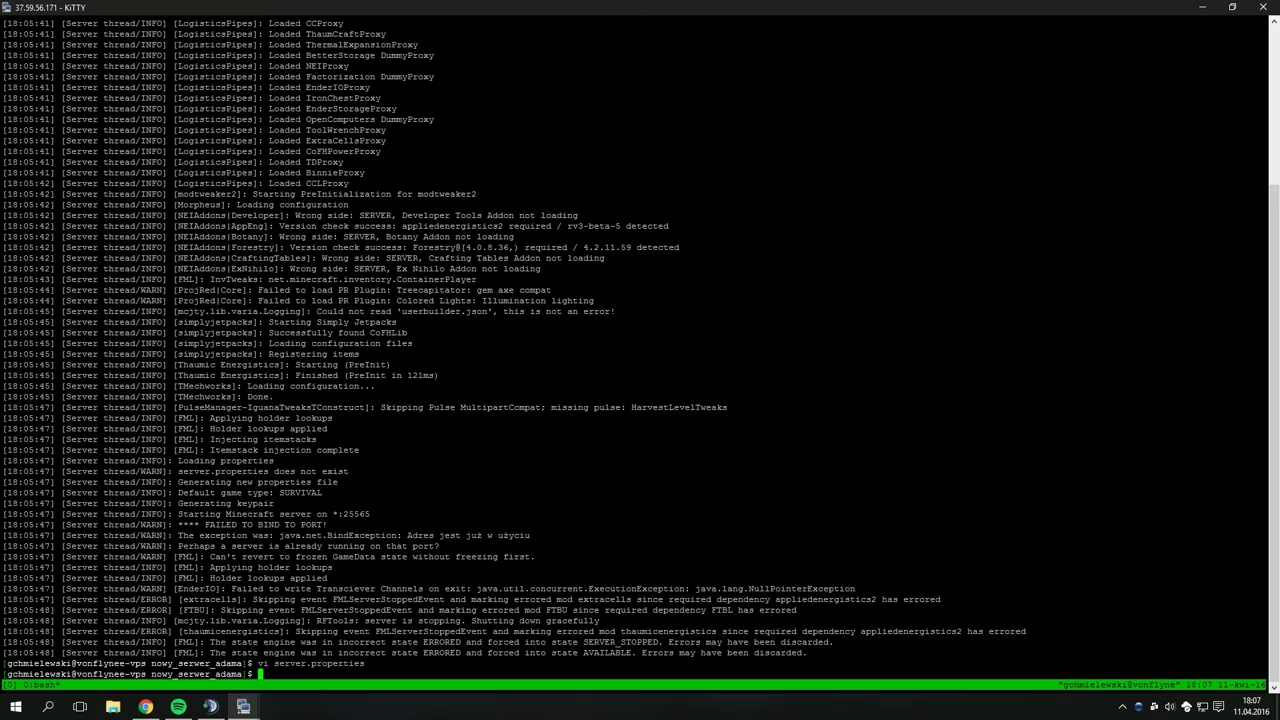 37.59.56.171 - KiTTY
[18:05:41] [Server thread/INFO] [LogisticsPipes]: Loaded CCProxy
[18:05:41] [Server thread/INFO] [LogisticsPipes]: Loaded ThaumCraftProxy
[18:05:41] [Server thread/INFO] [LogisticsPipes]: Loaded ThermalExpansionProxy
[18:05:41] [Server thread/INFO] [LogisticsPipes]: Loaded BetterStorage DummyProxy
[18:05:41] [Server thread/INFO] [LogisticsPipes]: Loaded NEIProxy
[18:05:41] [Server thread/INFO] [LogisticsPipes]: Loaded Factorization DummyProxy
[18:05:41] [Server thread/INFO] [LogisticsPipes]: Loaded EnderIOProxy
[18:05:41] [Server thread/INFO] [LogisticsPipes]: Loaded IronChestProxy
[18:05:41] [Server thread/INFO] [LogisticsPipes]: Loaded EnderStorageProxy
[18:05:41] [Server thread/INFO] [LogisticsPipes]: Loaded OpenComputers DummyProxy
[18:05:41] [Server thread/INFO] [LogisticsPipes]: Loaded ToolWrenchProxy
[18:05:41] [Server thread/INFO] [LogisticsPipes]: Loaded ExtraCellsProxy
[18:05:41] [Server thread/INFO] [LogisticsPipes]: Loaded CoFHPowerProxy
[18:05:41] [Server thread/INFO] [LogisticsPipes]: Loaded TDProxy
[18:05:41] [Server thread/INFO] [LogisticsPipes]: Loaded BinnieProxy
[18:05:42] [Server thread/INFO] [LogisticsPipes]: Loaded CCLProxy
[18:05:42] [Server thread/INFO] [modtweaker2]: Starting PreInitialization for modtweaker2
[18:05:42] [Server thread/INFO] [Morpheus]: Loading configuration
[18:05:42] [Server thread/INFO] [NEIAddons|Developer]: Wrong side: SERVER, Developer Tools Addon not loading
[18:05:42] [Server thread/INFO] [NEIAddons|AppEng]: Version check success: appliedenergistics2 required / rv3-beta-5 detected
[18:05:42] [Server thread/INFO] [NEIAddons|Botany]: Wrong side: SERVER, Botany Addon not loading
[18:05:42] [Server thread/INFO] [NEIAddons|Forestry]: Version check success: Forestry@[4.0.8.36,) required / 4.2.11.59 detected
[18:05:42] [Server thread/INFO] [NEIAddons|CraftingTables]: Wrong side: SERVER, Crafting Tables Addon not loading
[18:05:42] [Server thread/INFO] [NEIAddons|ExNihilo]: Wrong side: SERVER, Ex Nihilo Addon not loading
[18:05:43] [Server thread/INFO] [FML]: InvTweaks: net.minecraft.inventory.ContainerPlayer
[18:05:44] [Server thread/WARN] [ProjRed|Core]: Failed to load PR Plugin: Treecapitator: gem axe compat
[18:05:44] [Server thread/WARN] [ProjRed|Core]: Failed to load PR Plugin: Colored Lights: Illumination lighting
[18:05:45] [Server thread/INFO] [mcjty.lib.varia.Logging]: Could not read 'userbuilder.json', this is not an error!
[18:05:45] [Server thread/INFO] [simplyjetpacks]: Starting Simply Jetpacks
[18:05:45] [Server thread/INFO] [simplyjetpacks]: Successfully found CoFHLib
[18:05:45] [Server thread/INFO] [simplyjetpacks]: Loading configuration files
[18:05:45] [Server thread/INFO] [simplyjetpacks]: Registering items
[18:05:45] [Server thread/INFO] [Thaumic Energistics]: Starting (PreInit)
[18:05:45] [Server thread/INFO] [Thaumic Energistics]: Finished (PreInit in 121ms)
[18:05:45] [Server thread/INFO] [TMechworks]: Loading configuration...
[18:05:45] [Server thread/INFO] [TMechworks]: Done.
[18:05:47] [Server thread/INFO] [PulseManager-IguanaTweaksTConstruct]: Skipping Pulse MultipartCompat; missing pulse: HarvestLevelTweaks
[18:05:47] [Server thread/INFO] [FML]: Applying holder lookups
[18:05:47] [Server thread/INFO] [FML]: Holder lookups applied
[18:05:47] [Server thread/INFO] [FML]: Injecting itemstacks
[18:05:47] [Server thread/INFO] [FML]: Itemstack injection complete
[18:05:47] [Server thread/INFO]: Loading properties
[18:05:47] [Server thread/WARN]: server.properties does not exist
[18:05:47] [Server thread/INFO]: Generating new properties file
[18:05:47] [Server thread/INFO]: Default game type: SURVIVAL
[18:05:47] [Server thread/INFO]: Generating keypair
[18:05:47] [Server thread/INFO]: Starting Minecraft server on *:25565
[18:05:47] [Server thread/WARN]: **** FAILED TO BIND TO PORT!
[18:05:47] [Server thread/WARN]: The exception was: java.net.BindException: Adres jest już w użyciu
[18:05:47] [Server thread/WARN]: Perhaps a server is already running on that port?
[18:05:47] [Server thread/WARN] [FML]: Can't revert to frozen GameData state without freezing first.
[18:05:47] [Server thread/INFO] [FML]: Applying holder lookups
[18:05:47] [Server thread/INFO] [FML]: Holder lookups applied
[18:05:47] [Server thread/WARN] [EnderIO]: Failed to write Transciever Channels on exit: java.util.concurrent.ExecutionException: java.lang.NullPointerException
[18:05:47] [Server thread/ERROR] [extracells]: Skipping event FMLServerStoppedEvent and marking errored mod extracells since required dependency appliedenergistics2 has errored
[18:05:48] [Server thread/ERROR] [FTBU]: Skipping event FMLServerStoppedEvent and marking errored mod FTBU since required dependency FTBL has errored
[18:05:48] [Server thread/INFO] [mcjty.lib.varia.Logging]: RFTools: server is stopping. Shutting down gracefully
[18:05:48] [Server thread/ERROR] [thaumicenergistics]: Skipping event FMLServerStoppedEvent and marking errored mod thaumicenergistics since required dependency appliedenergistics2 has errored
[18:05:48] [Server thread/INFO] [FML]: The state engine was in incorrect state ERRORED and forced into state SERVER_STOPPED. Errors may have been discarded.
[18:05:48] [Server thread/INFO] [FML]: The state engine was in incorrect state ERRORED and forced into state AVAILABLE. Errors may have been discarded.
[gchmielewski@vonflynee-vps nowy_serwer_adama]$ vi server.properties
[gchmielewski@vonflynee-vps nowy_serwer_adama]$
[0] 0:bash* "gchmielewski@vonflyne" 18:07 11-kwi-16
18:07
11.04.2016